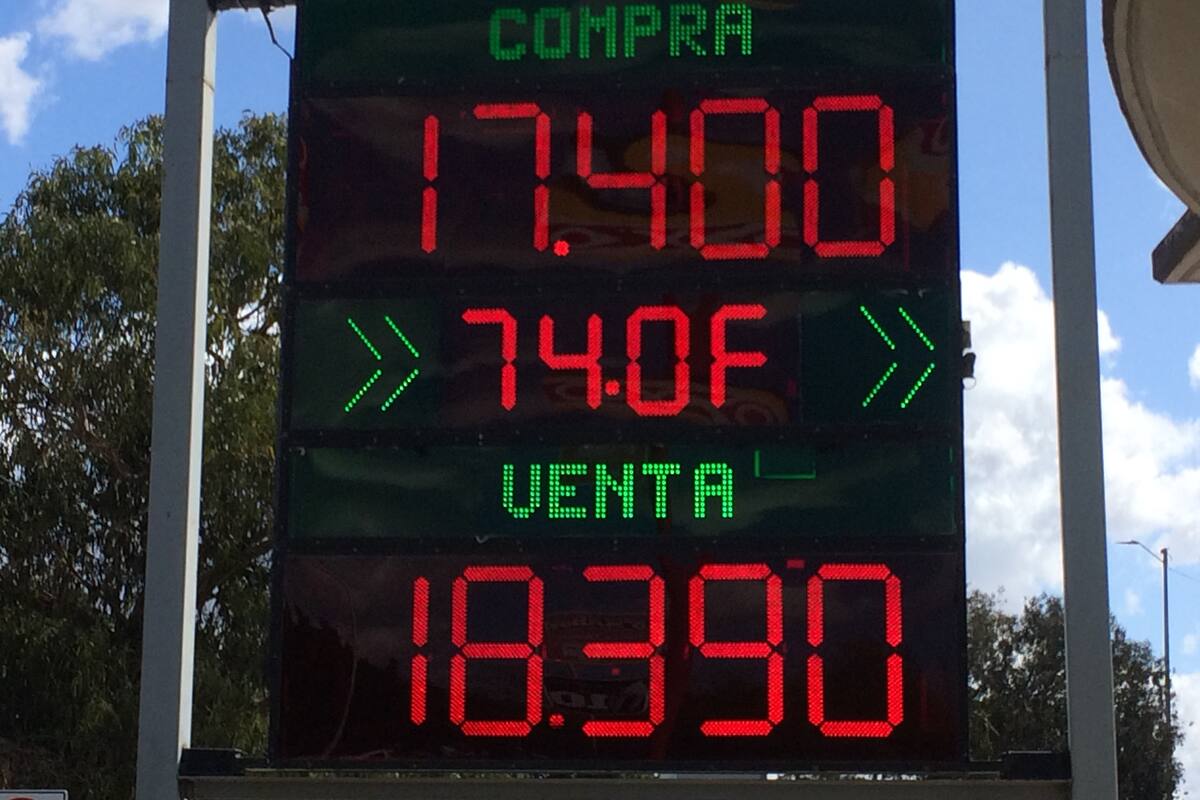 COMPRA
17.400
74.0F
VENTA
18.390